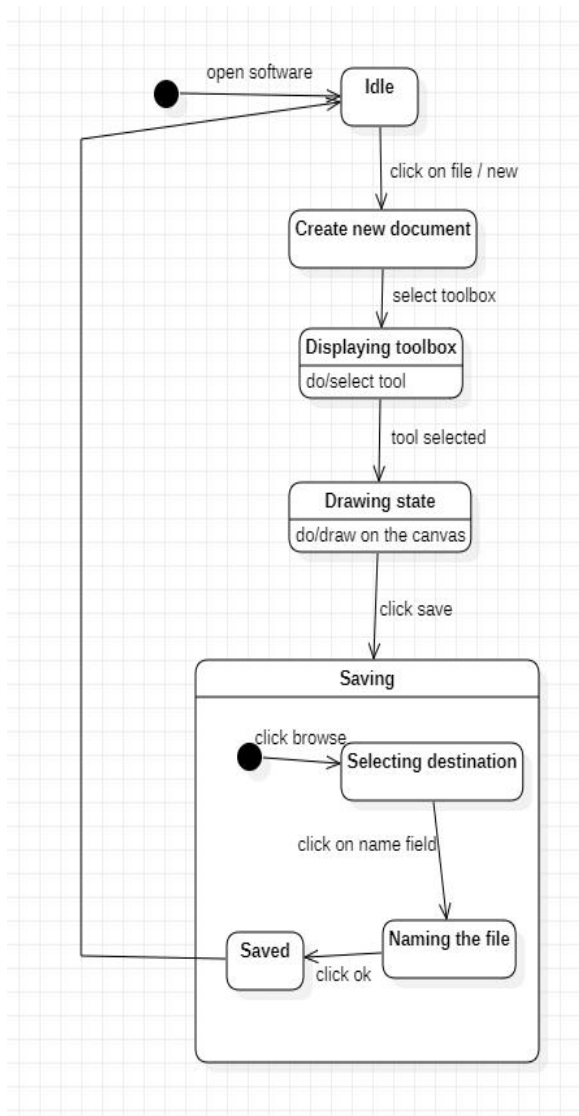 open software
Idle
click on file / new
Create new document
select toolbox
Displaying toolbox
do/select tool
tool selected
Drawing state
do/draw on the canvas
click save
Saving
click browse
Selecting destination
click on name field
Naming the file
Saved
click ok